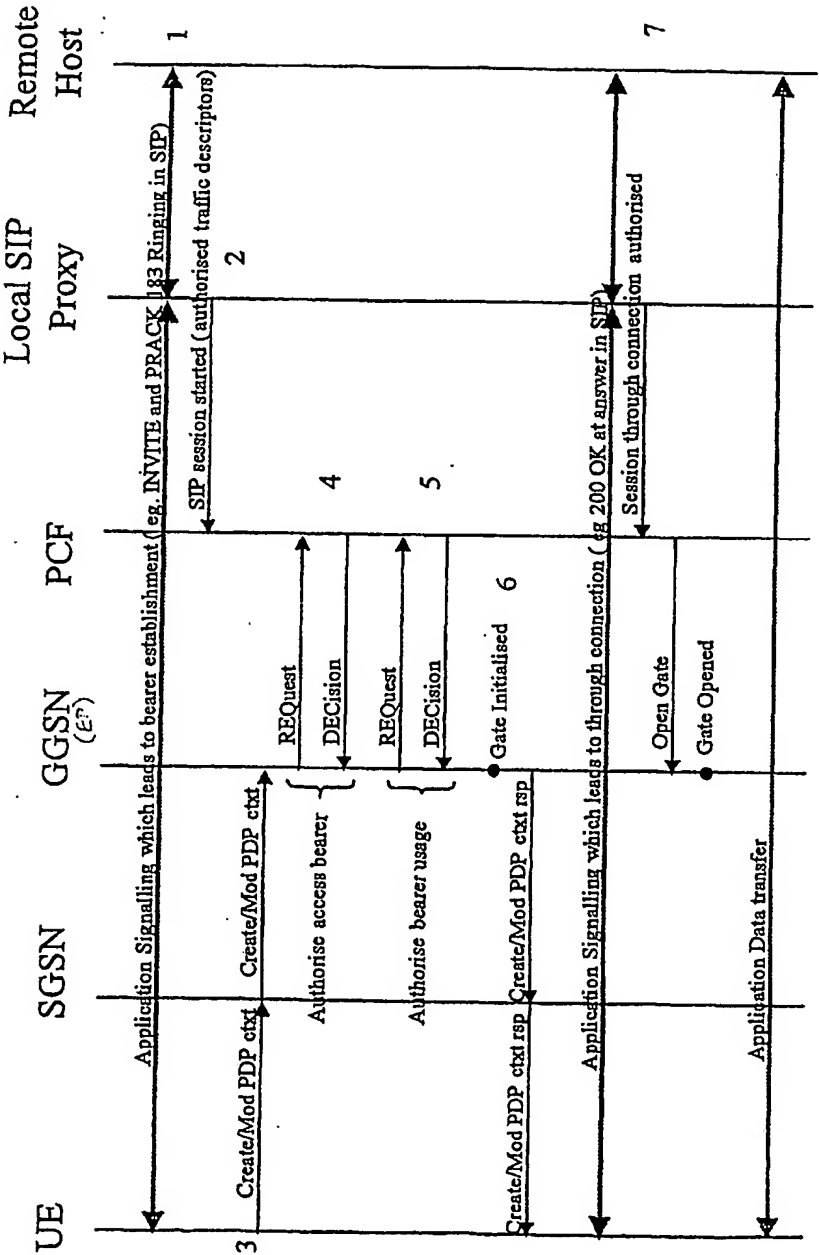 UE
SGSN
GGSN
(EP)
PCF
Local SIP
Proxy
Remote
Host
Application Signalling which leads to bearer establishment (eg. INVITE and PRACK 183 Ringing in SIP)
1
SIP session started (authorised traffic descriptors)
2
3
Create/Mod PDP ctxt
Create/Mod PDP ctxt
REQuest
Authorise access bearer
DECision
4
REQuest
Authorise bearer usage
DECision
5
Gate Initialised
6
Create/Mod PDP ctxt rsp
Create/Mod PDP ctxt rsp
Application Signalling which leads to through connection ( eg 200 OK at answer in SIP)
Session through connection authorised
7
Open Gate
Gate Opened
Application Data transfer